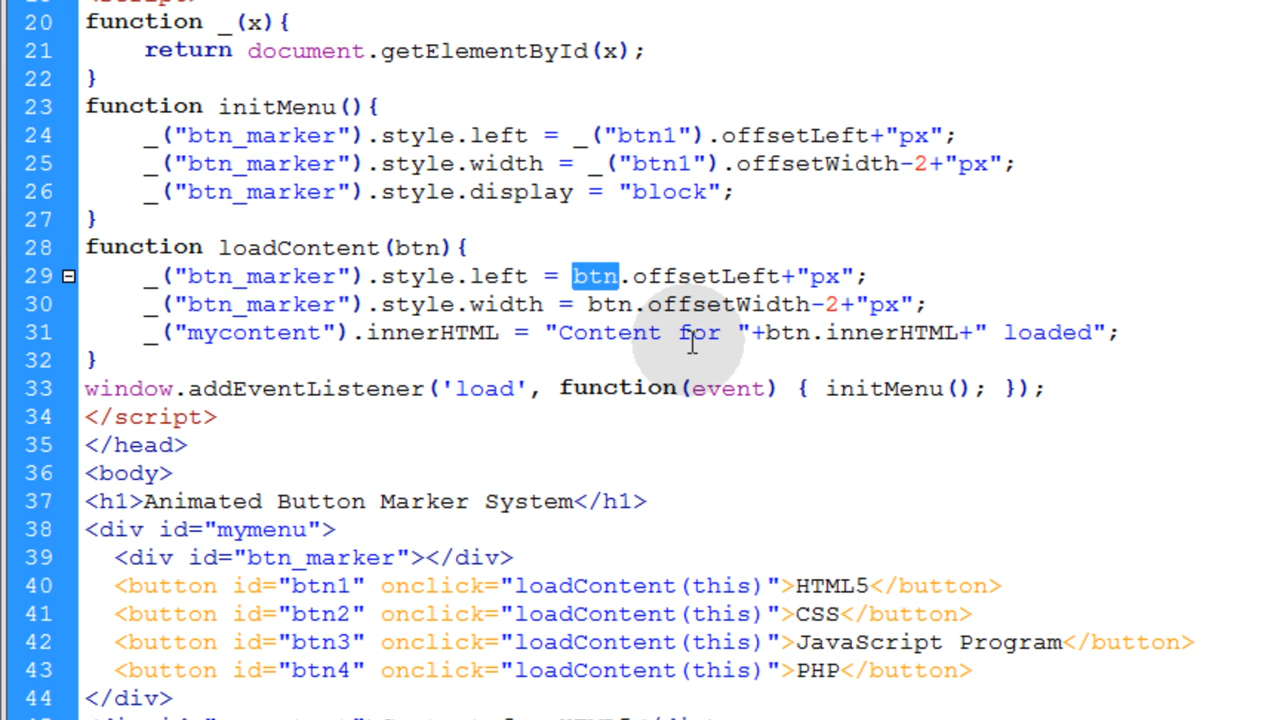 <script>
20 function _(x){
21     return document.getElementById(x);
22 }
23 function initMenu(){
24     _("btn_marker").style.left = _("btn1").offsetLeft+"px";
25     _("btn_marker").style.width = _("btn1").offsetWidth-2+"px";
26     _("btn_marker").style.display = "block";
27 }
28 function loadContent(btn){
29     _("btn_marker").style.left = btn.offsetLeft+"px";
30     _("btn_marker").style.width = btn.offsetWidth-2+"px";
31     _("mycontent").innerHTML = "Content for "+btn.innerHTML+" loaded";
32 }
33 window.addEventListener('load', function(event) { initMenu(); });
34 </script>
35 </head>
36 <body>
37 <h1>Animated Button Marker System</h1>
38 <div id="mymenu">
39   <div id="btn_marker"></div>
40   <button id="btn1" onclick="loadContent(this)">HTML5</button>
41   <button id="btn2" onclick="loadContent(this)">CSS</button>
42   <button id="btn3" onclick="loadContent(this)">JavaScript Program</button>
43   <button id="btn4" onclick="loadContent(this)">PHP</button>
44 </div>